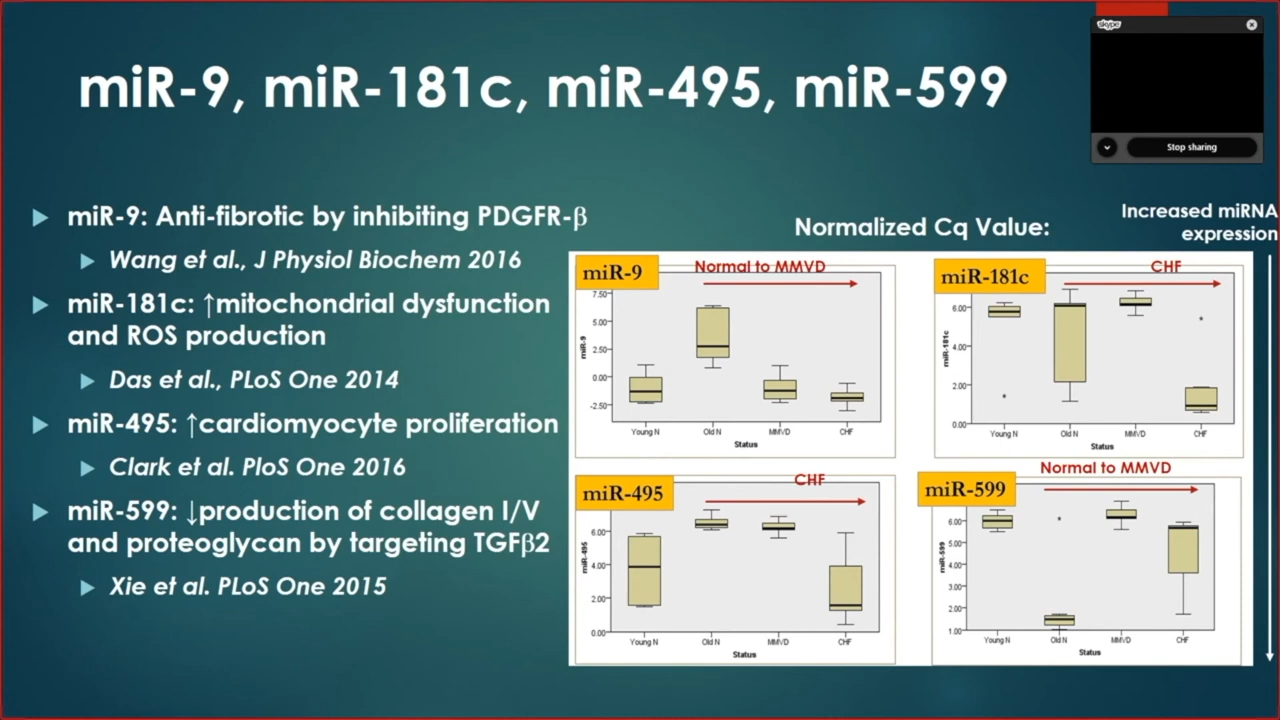 skype
Stop sharing
miR-9, miR-181c, miR-495, miR-599
miR-9: Anti-fibrotic by inhibiting PDGFR-β
Wang et al., J Physiol Biochem 2016
miR-181c: ↑mitochondrial dysfunction
and ROS production
Das et al., PLoS One 2014
miR-495: ↑cardiomyocyte proliferation
Clark et al. PloS One 2016
miR-599: ↓production of collagen I/V
and proteoglycan by targeting TGFβ2
Xie et al. PLoS One 2015
Normalized Cq Value:
Increased miRNA
expression
miR-9
Normal to MMVD
7.50
5.00
2.50
0.00
-2.50
miR-9
Young N Old N MMVD CHF
Status
miR-181c
CHF
6.00
4.00
2.00
0.00
miR-181c
Young N Old N MMVD CHF
Status
miR-495
CHF
6.00
4.00
2.00
0.00
miR-495
Young N Old N MMVD CHF
Status
miR-599
Normal to MMVD
6.00
5.00
4.00
3.00
2.00
1.00
miR-599
Young N Old N MMVD CHF
Status